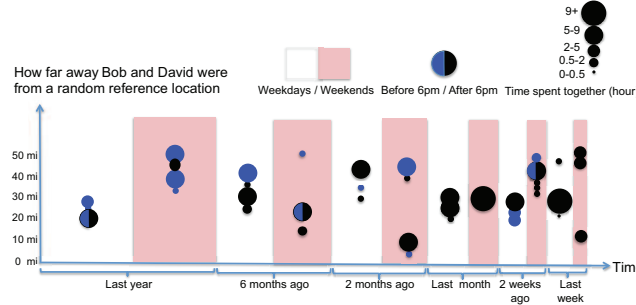 9+
5-9
2-5
0.5-2
0-0.5
How far away Bob and David were
from a random reference location
Weekdays / Weekends
Before 6pm / After 6pm
Time spent together (hour
50 mi
40 mi
30 mi
20 mi
10 mi
0 mi
Tim
Last year
6 months ago
2 months ago
Last month
2 weeks
ago
Last
week